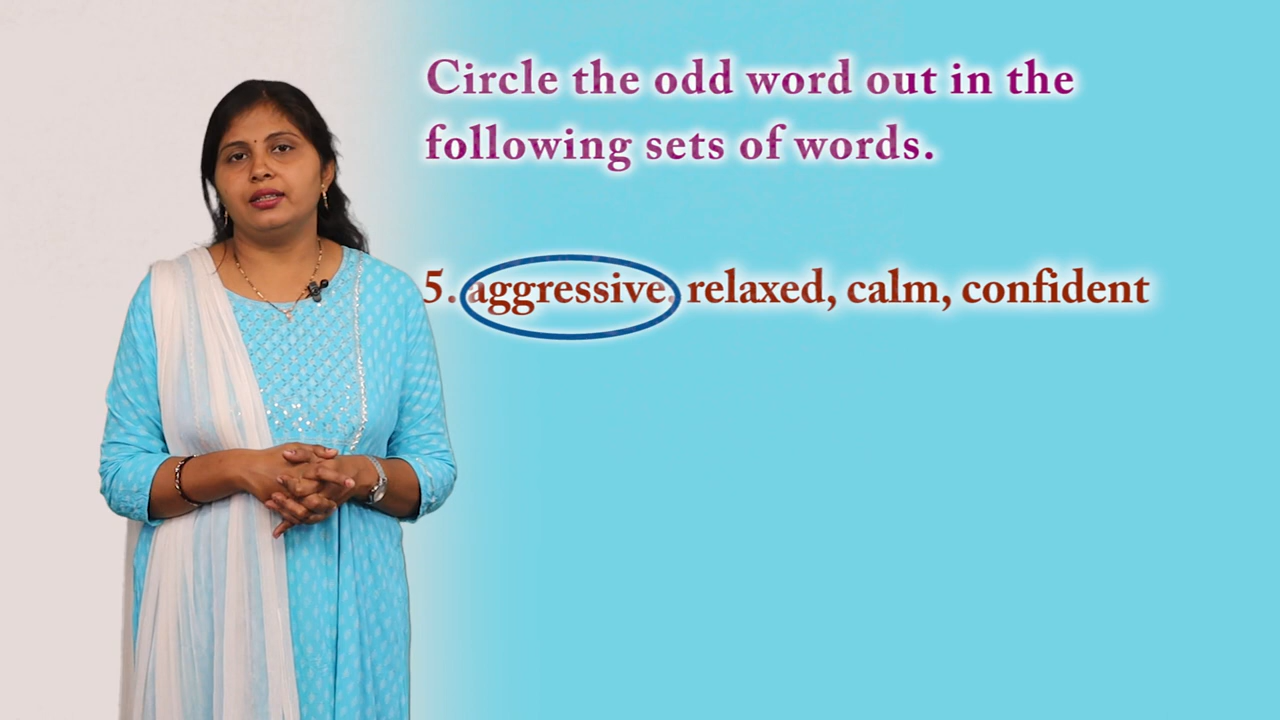 Circle the odd word out in the
following sets of words.
5. aggressive, relaxed, calm, confident